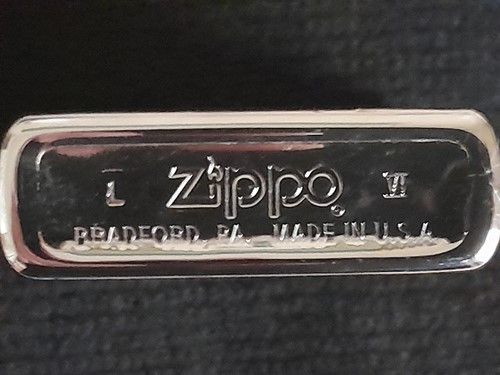 L Zippo VI
BRADFORD, PA. MADE IN U.S.A.